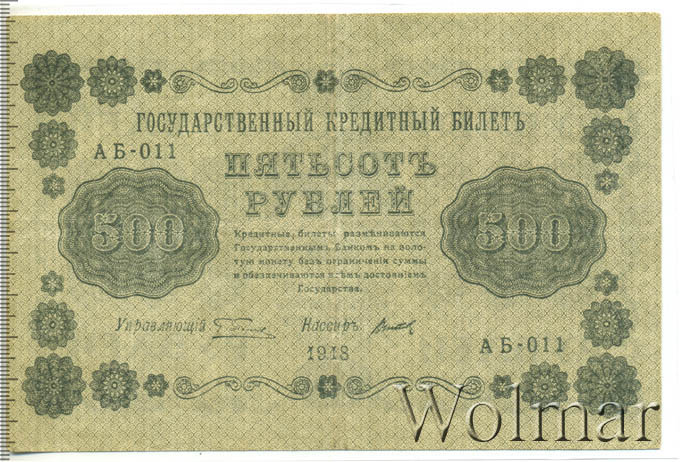 ГОСУДАРСТВЕННЫЙ КРЕДИТНЫЙ БИЛЕТЪ
АБ-011
ПЯТЬСОТЪ
РУБЛЕЙ
500
500
Кредитные билеты размѣниваются
Государственнымъ Банкомъ на золо-
тую монету безъ ограниченія суммы
и обезпечиваются всѣмъ достояніемъ
Государства.
Управляющій
Кассиръ
1918
АБ-011
Wolmar